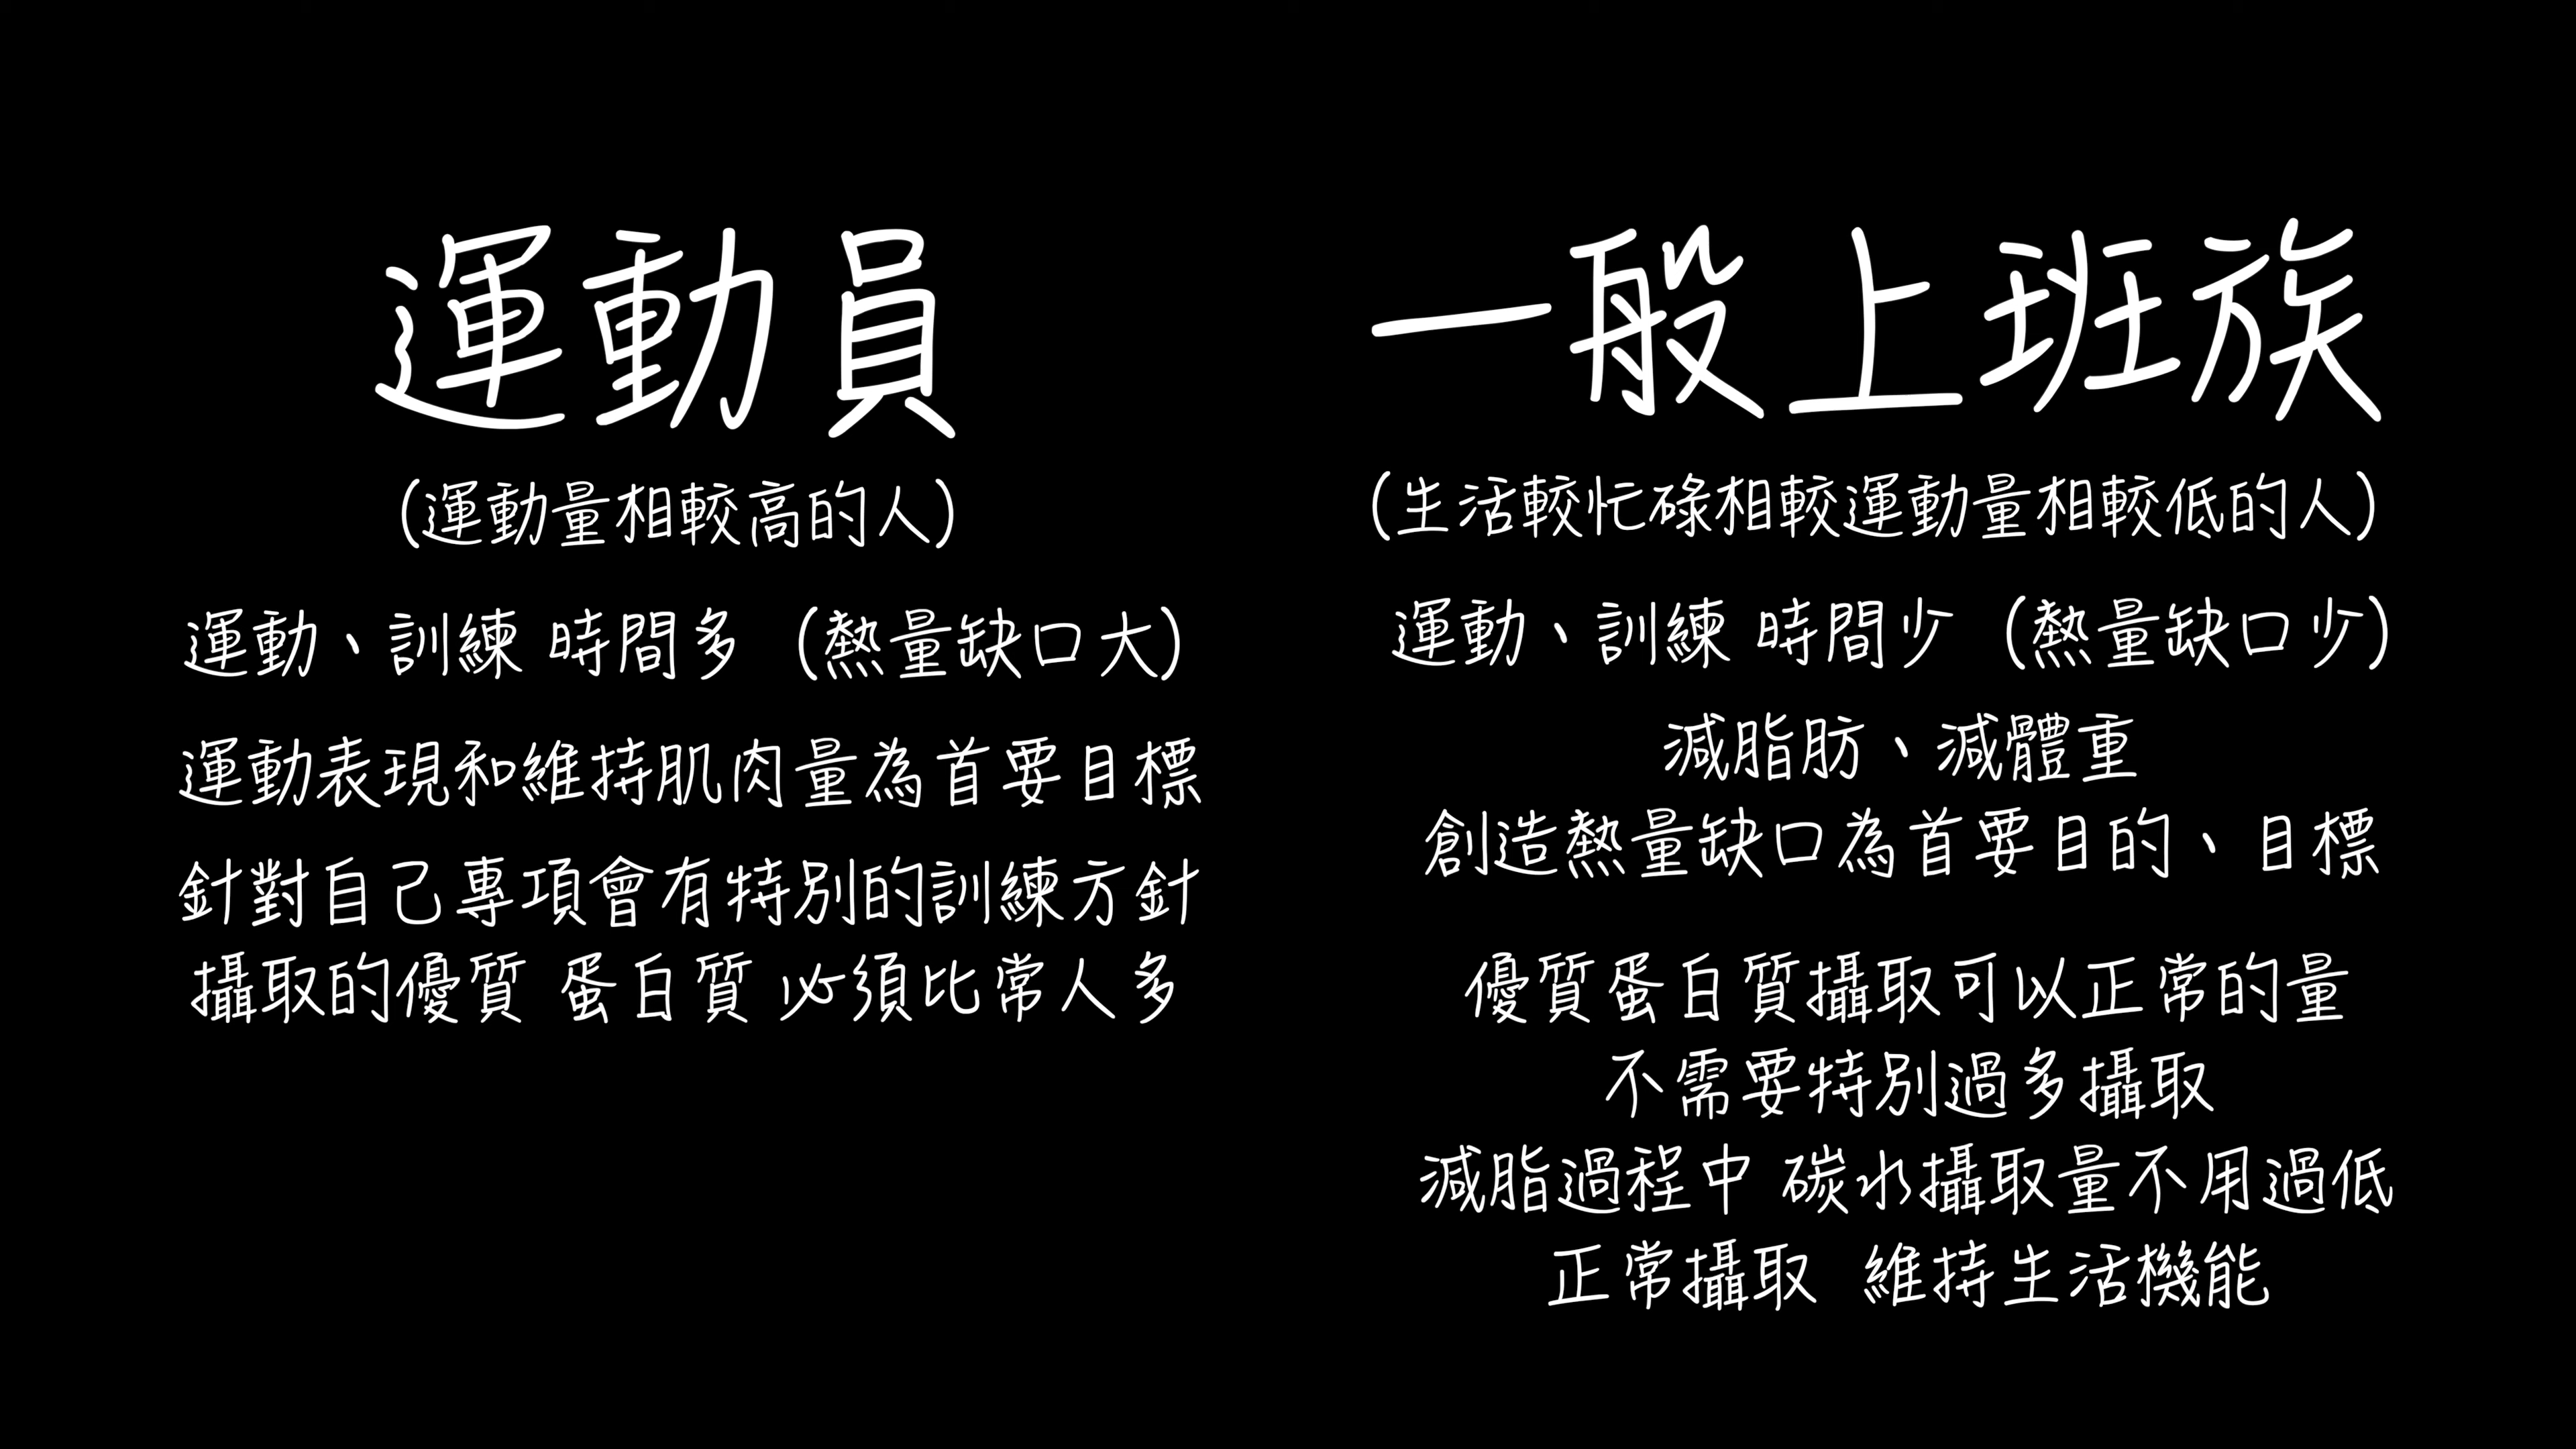 運動員
(運動量相較高的人)
運動、訓練 時間多 (熱量缺口大)
運動表現和維持肌肉量為首要目標
針對自己專項會有特別的訓練方針
攝取的優質 蛋白質 必須比常人多
一般上班族
(生活較忙碌相較運動量相較低的人)
運動、訓練 時間少 (熱量缺口少)
減脂肪、減體重
創造熱量缺口為首要目的、目標
優質蛋白質攝取可以正常的量
不需要特別過多攝取
減脂過程中 碳水攝取量不用過低
正常攝取 維持生活機能